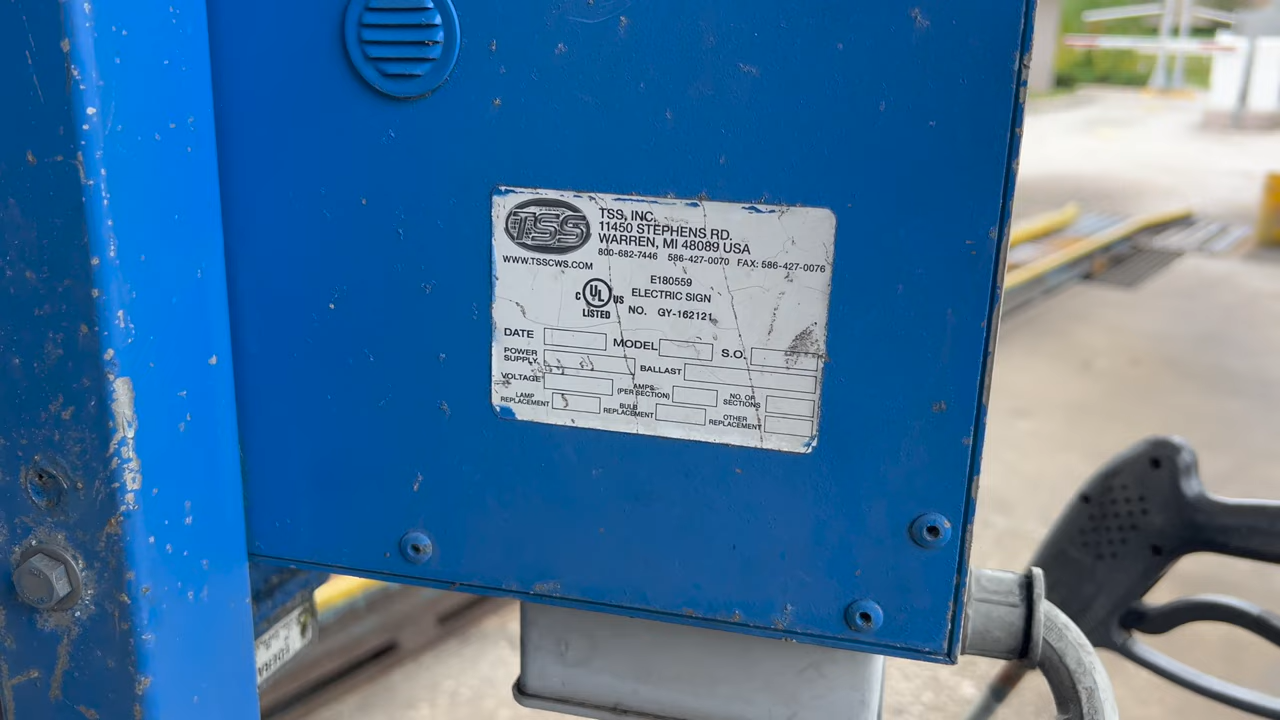 TSS
TSS, INC.
11450 STEPHENS RD.
WARREN, MI 48089 USA
800-682-7446 586-427-0070 FAX: 586-427-0076
WWW.TSSCWS.COM
E180559
C UL US ELECTRIC SIGN
LISTED NO. GY-162121
DATE MODEL S.O.
POWER SUPPLY BALLAST
VOLTAGE AMPS (PER SECTION) NO. OF SECTIONS
LAMP REPLACEMENT BULB REPLACEMENT OTHER REPLACEMENT